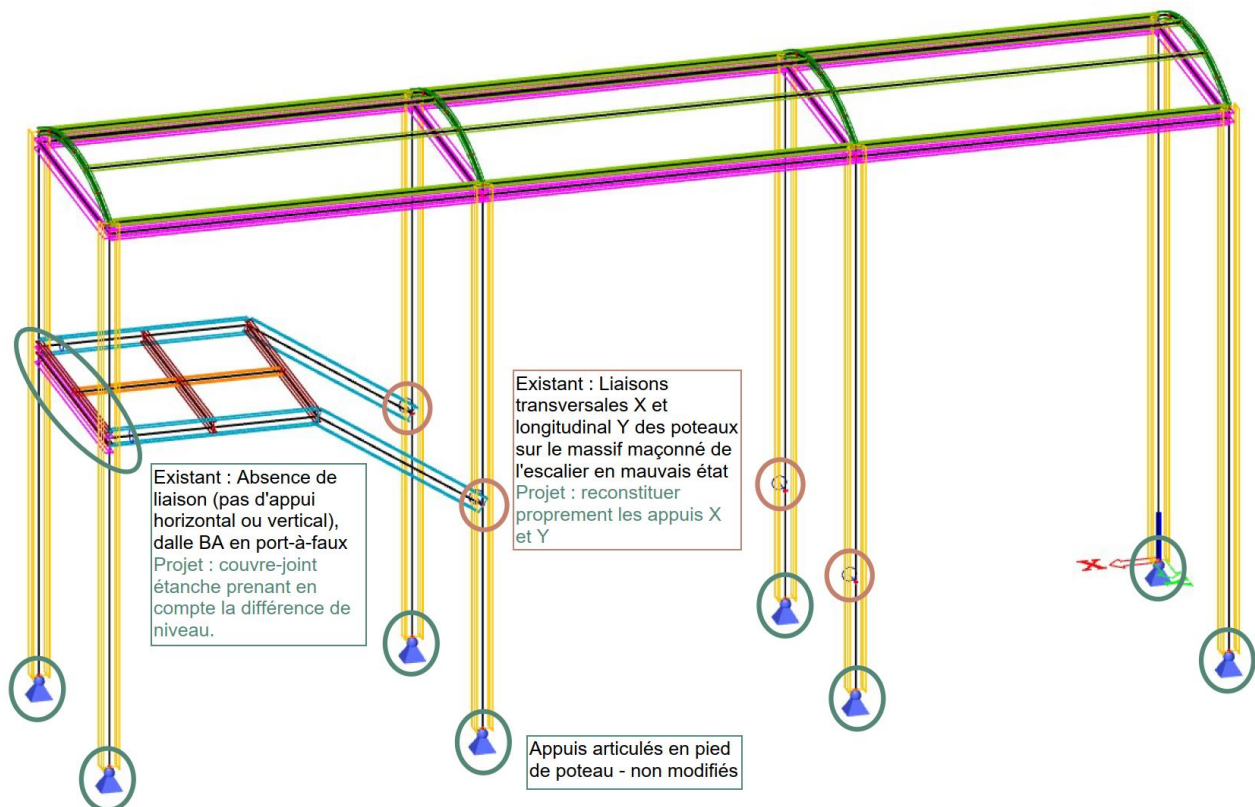 Existant : Liaisons
transversales X et
longitudinal Y des poteaux
sur le massif maçonné de
l'escalier en mauvais état
Projet : reconstituer
proprement les appuis X
et Y
Existant : Absence de
liaison (pas d'appui
horizontal ou vertical),
dalle BA en port-à-faux
Projet : couvre-joint
étanche prenant en
compte la différence de
niveau.
X
Appuis articulés en pied
de poteau - non modifiés